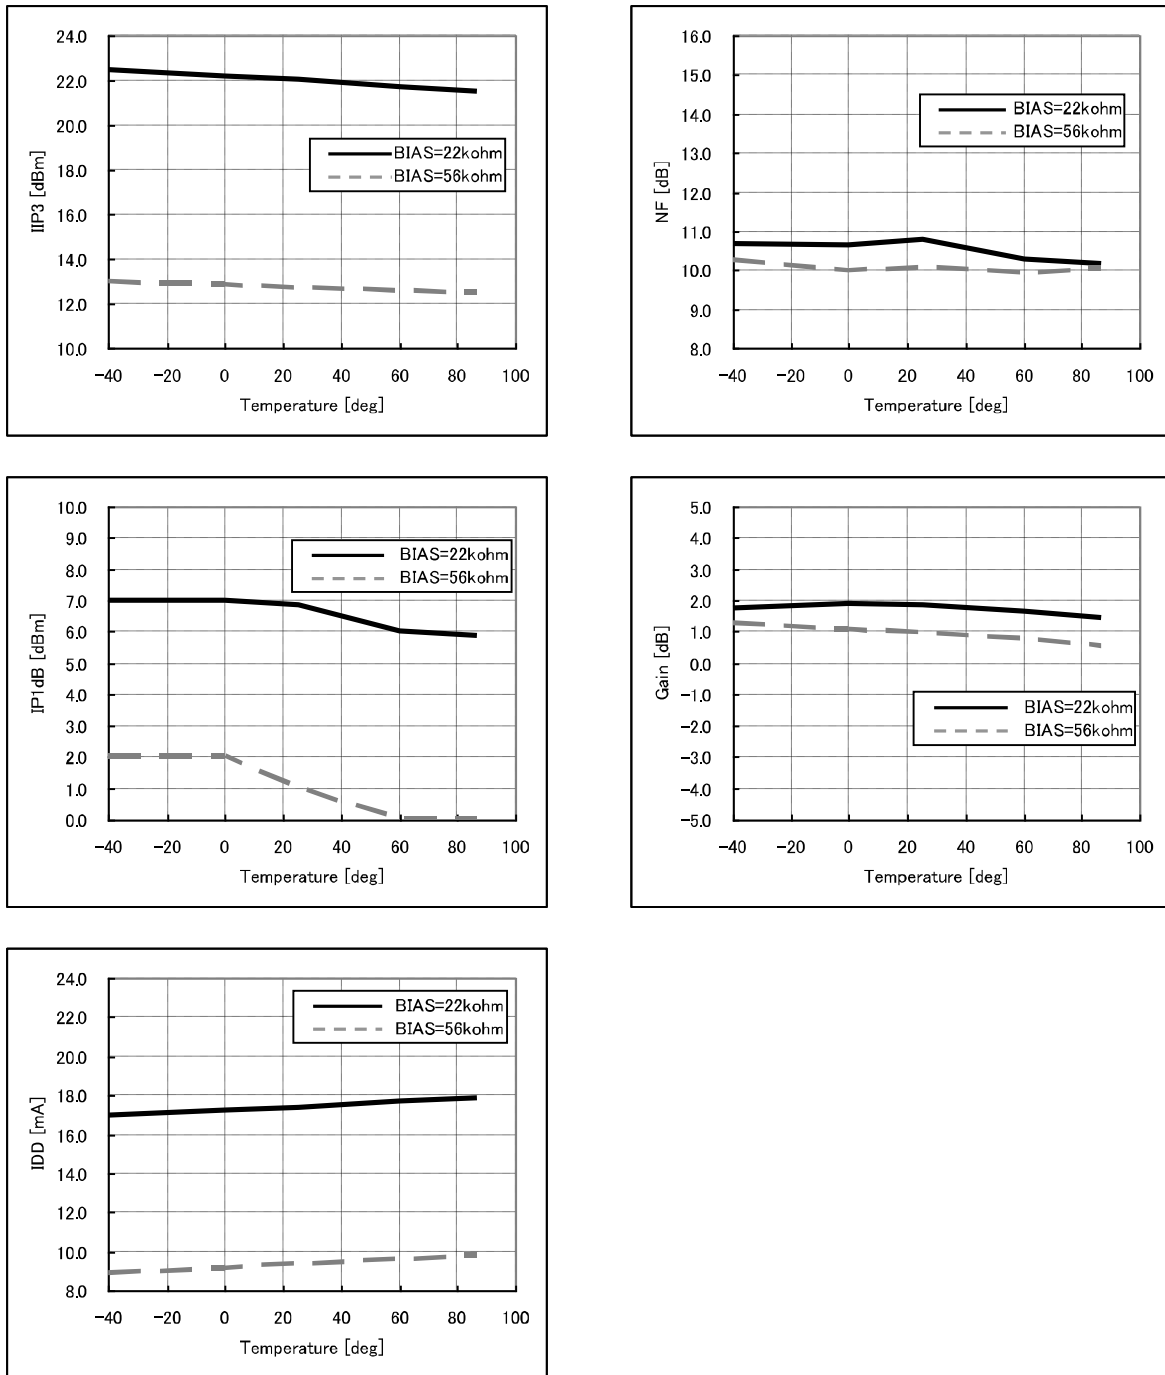 24.0
22.0
20.0
18.0
16.0
14.0
12.0
10.0
IIP3 [dBm]
BIAS=22kohm
BIAS=56kohm
-40 -20 0 20 40 60 80 100
Temperature [deg]
16.0
15.0
14.0
13.0
12.0
11.0
10.0
9.0
8.0
NF [dB]
BIAS=22kohm
BIAS=56kohm
-40 -20 0 20 40 60 80 100
Temperature [deg]
10.0
9.0
8.0
7.0
6.0
5.0
4.0
3.0
2.0
1.0
0.0
IP1dB [dBm]
BIAS=22kohm
BIAS=56kohm
-40 -20 0 20 40 60 80 100
Temperature [deg]
5.0
4.0
3.0
2.0
1.0
0.0
-1.0
-2.0
-3.0
-4.0
-5.0
Gain [dB]
BIAS=22kohm
BIAS=56kohm
-40 -20 0 20 40 60 80 100
Temperature [deg]
24.0
22.0
20.0
18.0
16.0
14.0
12.0
10.0
8.0
IDD [mA]
BIAS=22kohm
BIAS=56kohm
-40 -20 0 20 40 60 80 100
Temperature [deg]